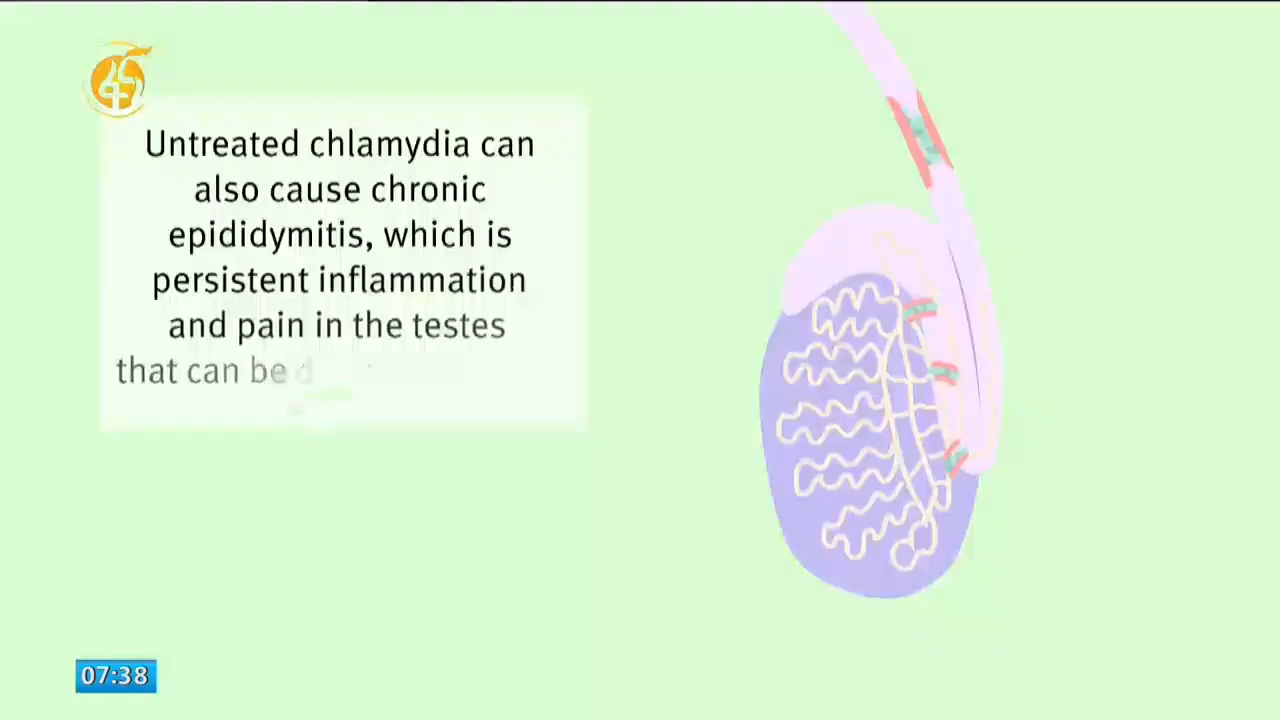 Untreated chlamydia can
also cause chronic
epididymitis, which is
persistent inflammation
and pain in the testes
that can be
07:38